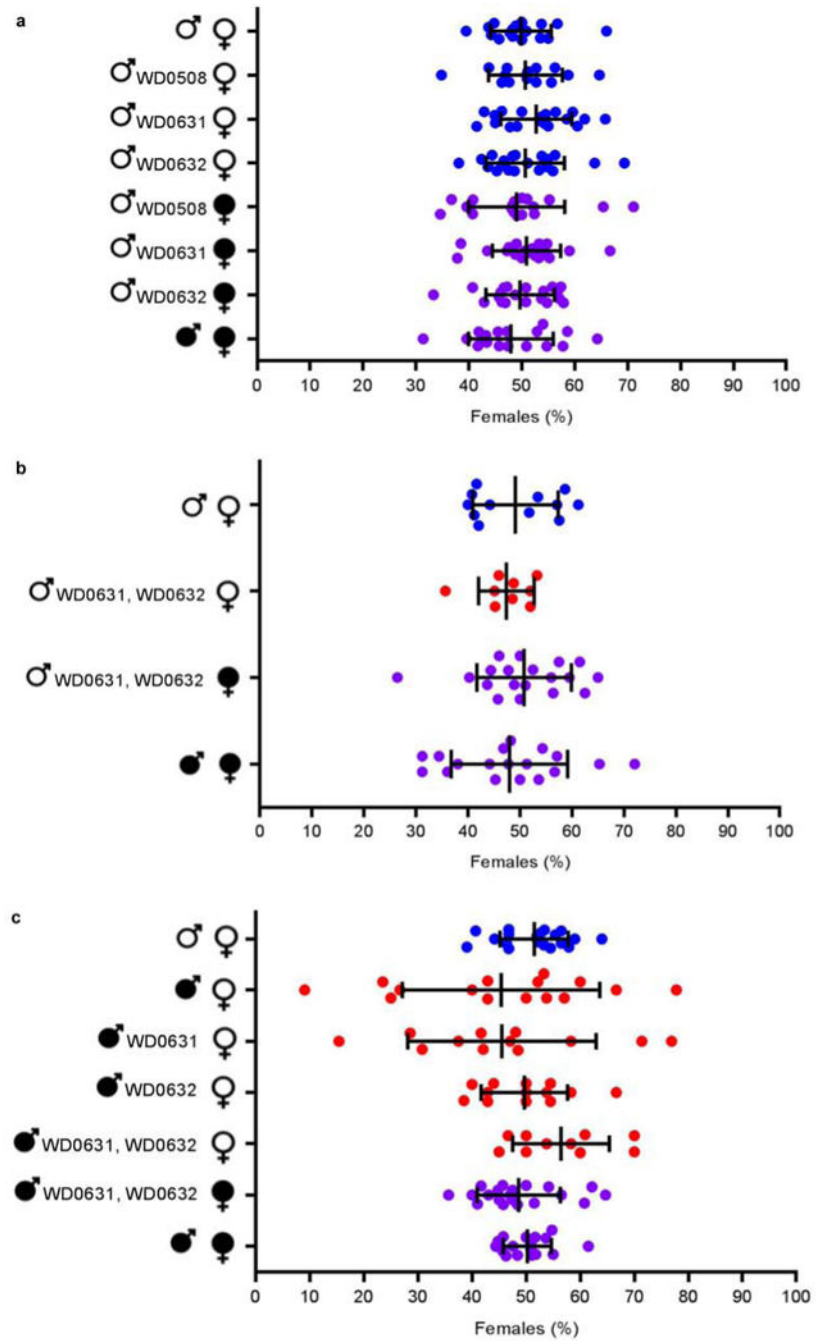 a
♂ ♀
♂ WD0508 ♀
♂ WD0631 ♀
♂ WD0632 ♀
♂ WD0508 ♀
♂ WD0631 ♀
♂ WD0632 ♀
♂ ♀
0 10 20 30 40 50 60 70 80 90 100
Females (%)
b
♂ ♀
♂ WD0631, WD0632 ♀
♂ WD0631, WD0632 ♀
♂ ♀
0 10 20 30 40 50 60 70 80 90 100
Females (%)
c
♂ ♀
♂ ♀
♂ WD0631 ♀
♂ WD0632 ♀
♂ WD0631, WD0632 ♀
♂ WD0631, WD0632 ♀
♂ ♀
0 10 20 30 40 50 60 70 80 90 100
Females (%)